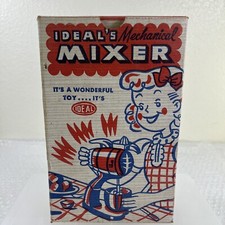 IDEAL'S Mechanical
MIXER
IT'S A WONDERFUL
TOY....IT'S
IDEAL